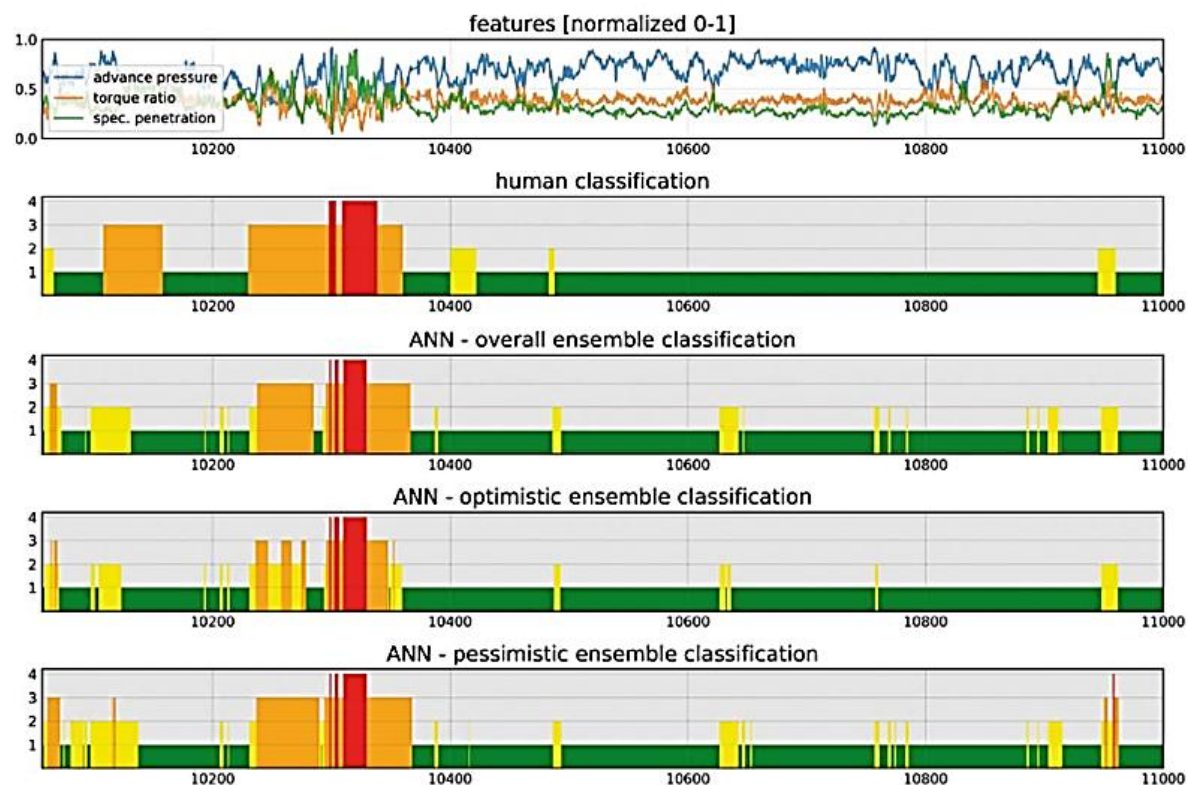 features [normalized 0-1]
1.0
0.5
0.0
advance pressure
torque ratio
spec. penetration
10200 10400 10600 10800 11000
human classification
4
3
2
1
10200 10400 10600 10800 11000
ANN - overall ensemble classification
4
3
2
1
10200 10400 10600 10800 11000
ANN - optimistic ensemble classification
4
3
2
1
10200 10400 10600 10800 11000
ANN - pessimistic ensemble classification
4
3
2
1
10200 10400 10600 10800 11000